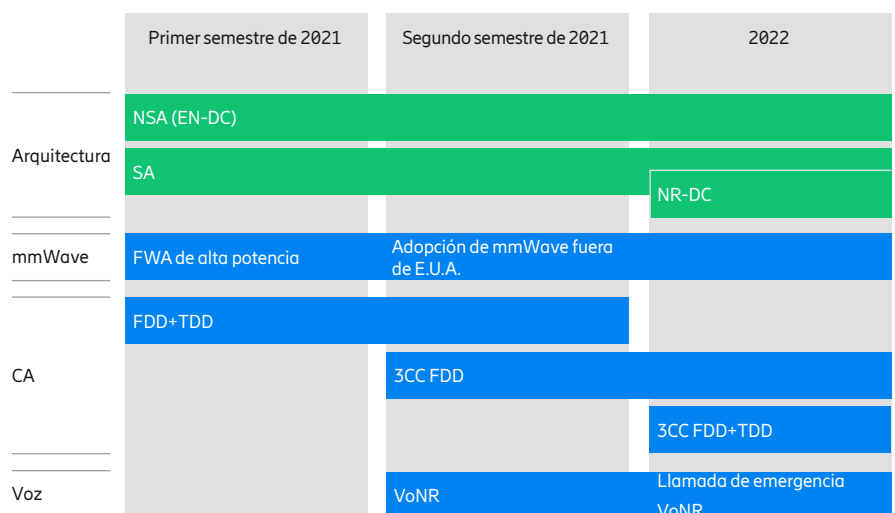 Primer semestre de 2021
Segundo semestre de 2021
2022
Arquitectura
NSA (EN-DC)
SA
NR-DC
mmWave
FWA de alta potencia
Adopción de mmWave fuera
de E.U.A.
CA
FDD+TDD
3CC FDD
3CC FDD+TDD
Voz
VoNR
Llamada de emergencia
VoNR